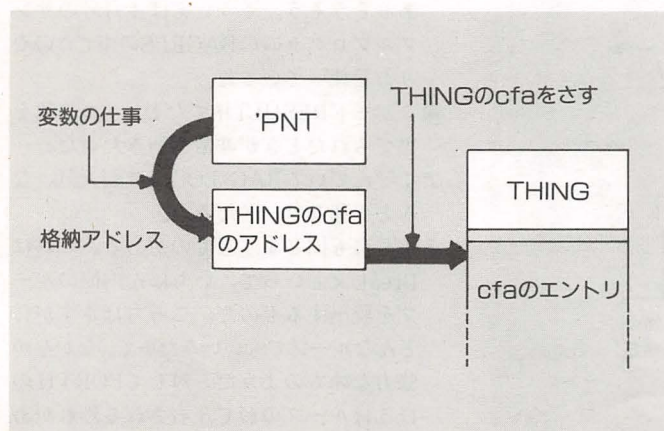 変数の仕事
'PNT
THINGのcfaをさす
格納アドレス
THINGのcfa
のアドレス
THING
cfaのエントリ